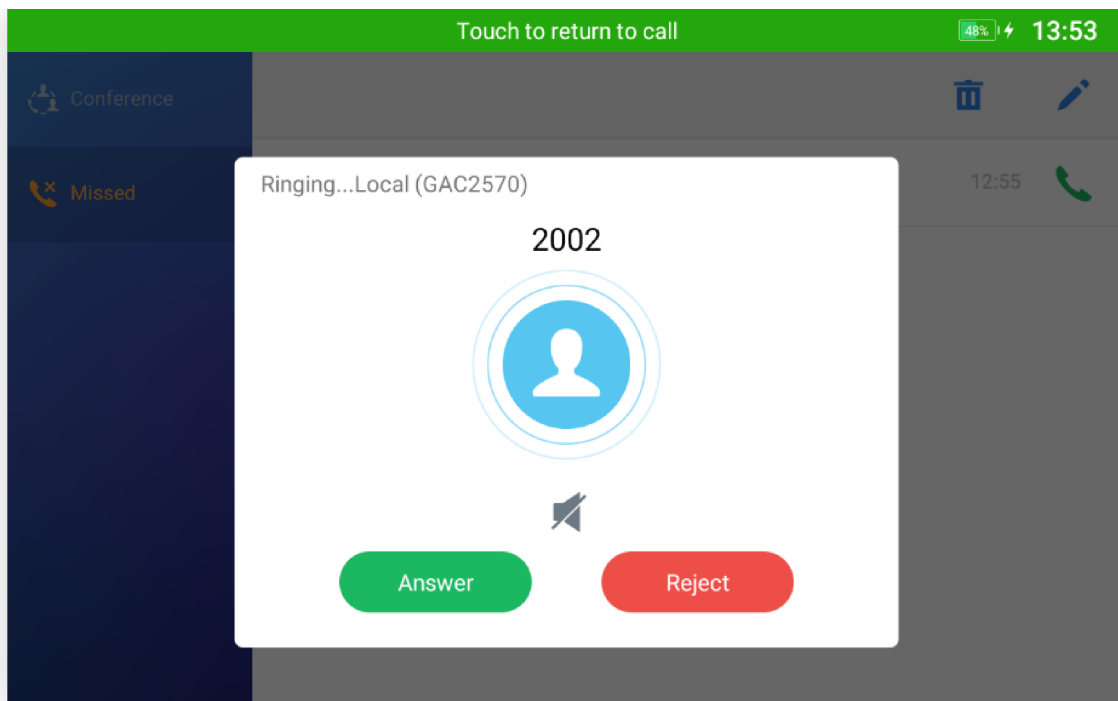 Touch to return to call
48%
13:53
Conference
Missed
12:55
Ringing...Local (GAC2570)
2002
Answer
Reject